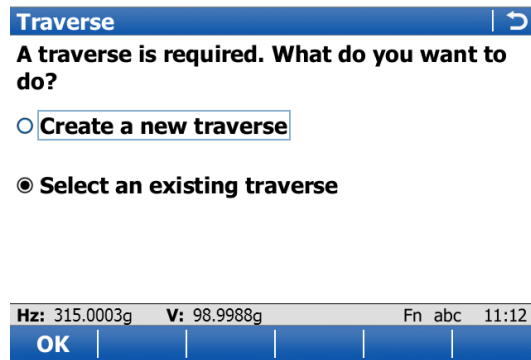 Traverse
A traverse is required. What do you want to
do?
Create a new traverse
Select an existing traverse
Hz: 315.0003g V: 98.9988g Fn abc 11:12
OK